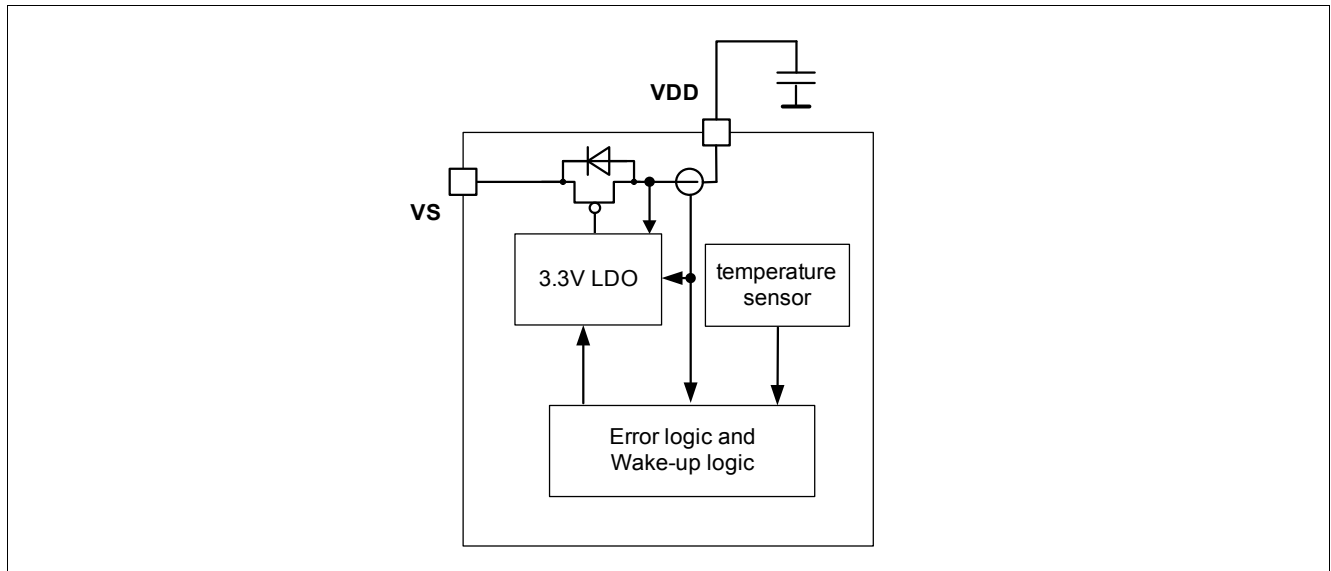 VDD
VS
3.3V LDO
temperature
sensor
Error logic and
Wake-up logic